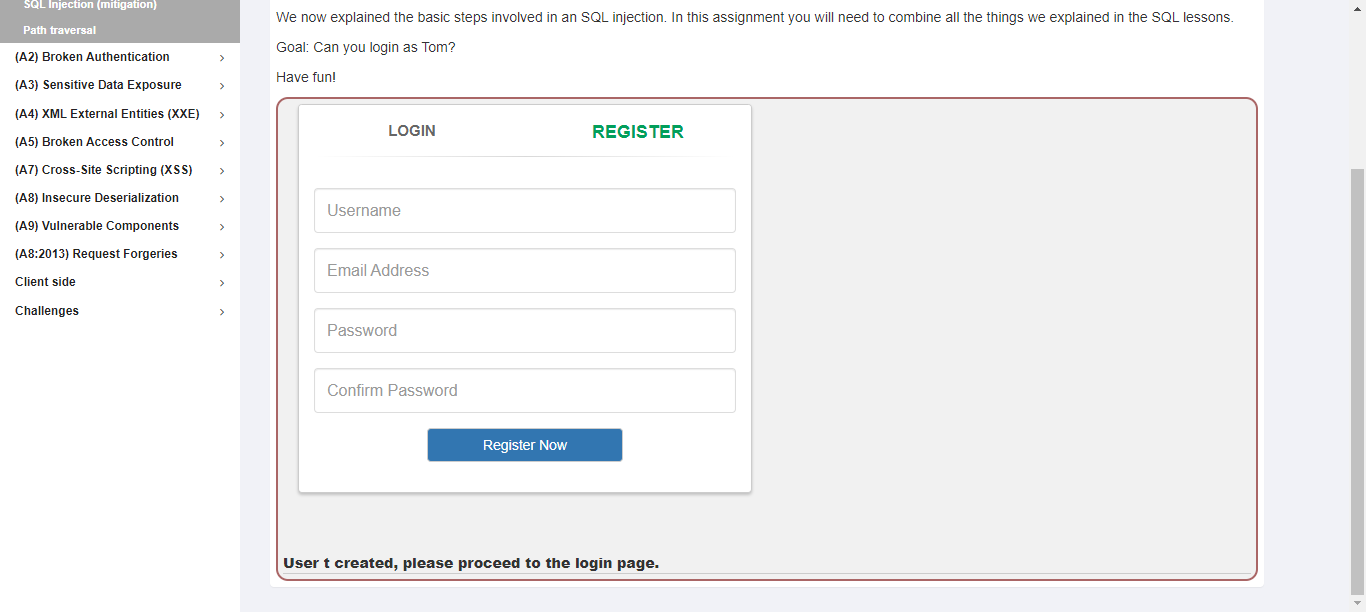 SQL Injection (mitigation)
Path traversal
(A2) Broken Authentication
(A3) Sensitive Data Exposure
(A4) XML External Entities (XXE)
(A5) Broken Access Control
(A7) Cross-Site Scripting (XSS)
(A8) Insecure Deserialization
(A9) Vulnerable Components
(A8:2013) Request Forgeries
Client side
Challenges
We now explained the basic steps involved in an SQL injection. In this assignment you will need to combine all the things we explained in the SQL lessons.
Goal: Can you login as Tom?
Have fun!
LOGIN REGISTER
Username
Email Address
Password
Confirm Password
Register Now
User t created, please proceed to the login page.